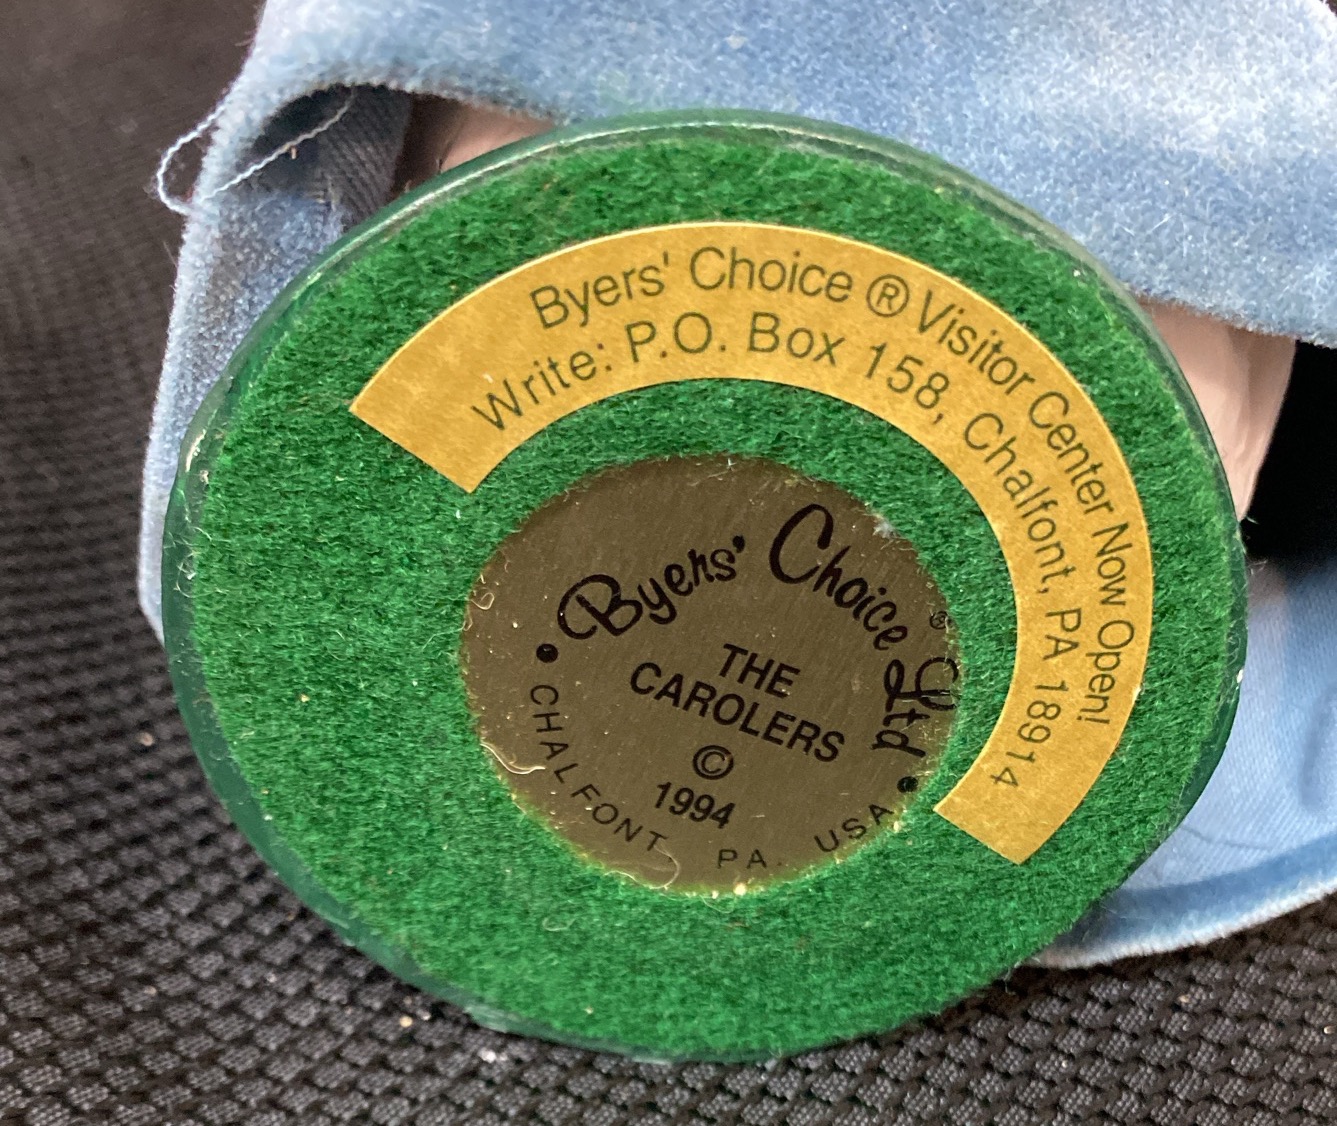 Byers' Choice ® Visitor Center Now Open!
Write: P.O. Box 158, Chalfont, PA 18914
• Byers' Choice ® Ltd •
THE
CAROLERS
©
1994
CHALFONT PA. USA